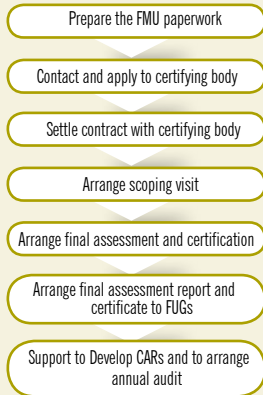 Prepare the FMU paperwork
Contact and apply to certifying body
Settle contract with certifying body
Arrange scoping visit
Arrange final assessment and certification
Arrange final assessment report and
certificate to FUGs
Support to Develop CARs and to arrange
annual audit